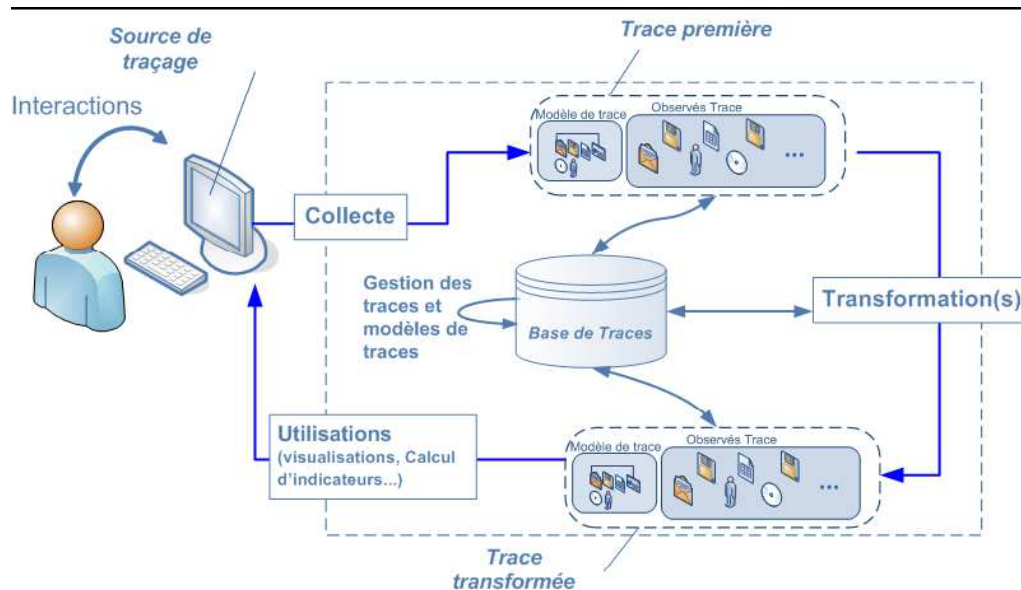 Source de
traçage
Trace première
Interactions
Modèle de trace
Observés Trace
...
Collecte
Gestion des
traces et
modèles de
traces
Base de Traces
Transformation(s)
Utilisations
(visualisations, Calcul
d'indicateurs...)
Modèle de trace
Observés Trace
...
Trace
transformée